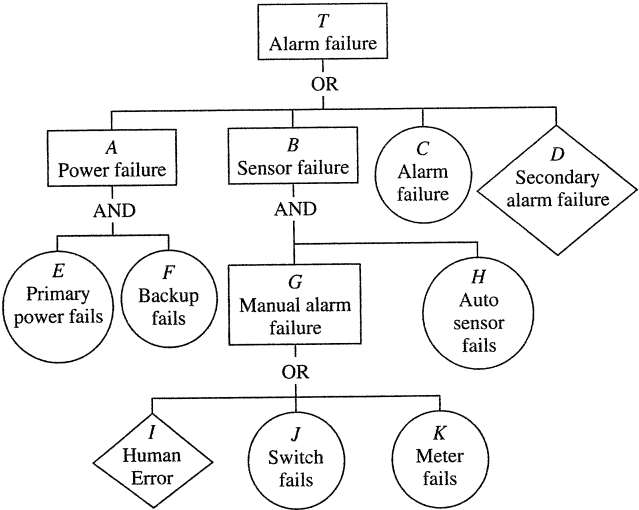 T
Alarm failure
OR
A
Power failure
B
Sensor failure
C
Alarm
failure
D
Secondary
alarm failure
AND
AND
E
Primary
power fails
F
Backup
fails
G
Manual alarm
failure
H
Auto
sensor
fails
OR
I
Human
Error
J
Switch
fails
K
Meter
fails